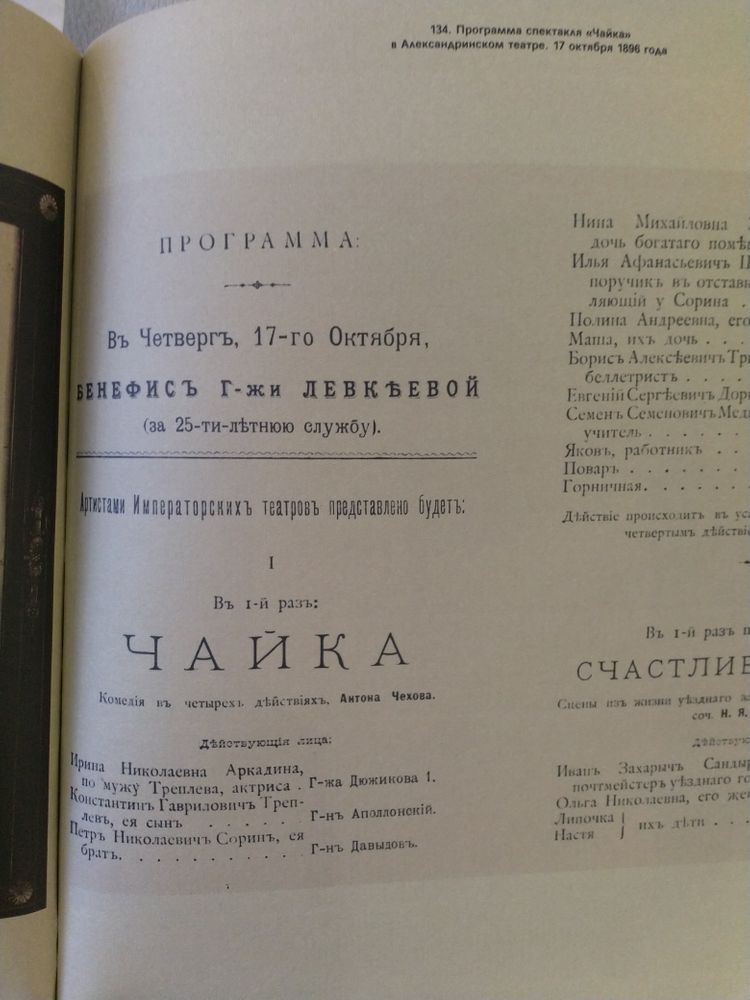 134. Программа спектакля «Чайка»
в Александринском театре. 17 октября 1896 года
ПРОГРАММА:
Въ Четвергъ, 17-го Октября,
БЕНЕФИСЪ Г-жи ЛЕВКѢЕВОЙ
(за 25-ти-лѣтнюю службу).
Артистами Императорскихъ театровъ представлено будетъ:
I
Въ 1-й разъ:
ЧАЙКА
Комедія въ четырехъ дѣйствіяхъ, Антона Чехова.
Дѣйствующія лица:
Ирина Николаевна Аркадина,
по мужу Треплева, актриса . Г-жа Дюжикова 1.
Константин Гавриловичъ Треп-
левъ, ея сынъ . . . . . . Г-нъ Аполлонскій.
Петръ Николаевичъ Соринъ, ея
братъ. . . . . . . . . . Г-нъ Давыдовъ.
Нина Михайловна
дочь богатаго
Илья Афанасьевичъ
поручикъ въ
ляющій у Сорина .
Полина Андреевна, его
Маша, ихъ дочь . . .
Борисъ Алексѣевичъ
беллетристъ . . . .
Евгеній Сергѣевичъ
Семенъ Семеновичъ
учитель . . . . . .
Яковъ, работникъ . . .
Поваръ . . . . . .
Горничная. . . . . .
Дѣйствіе происходитъ въ
четвертымъ
Въ 1-й разъ
Сцены изъ жизни уѣзднаго
соч. Н. Я.
Иванъ Захарычъ
почтмейстеръ уѣзднаго
Ольга Николаевна, его
Липочка } ихъ дѣти . .
Настя